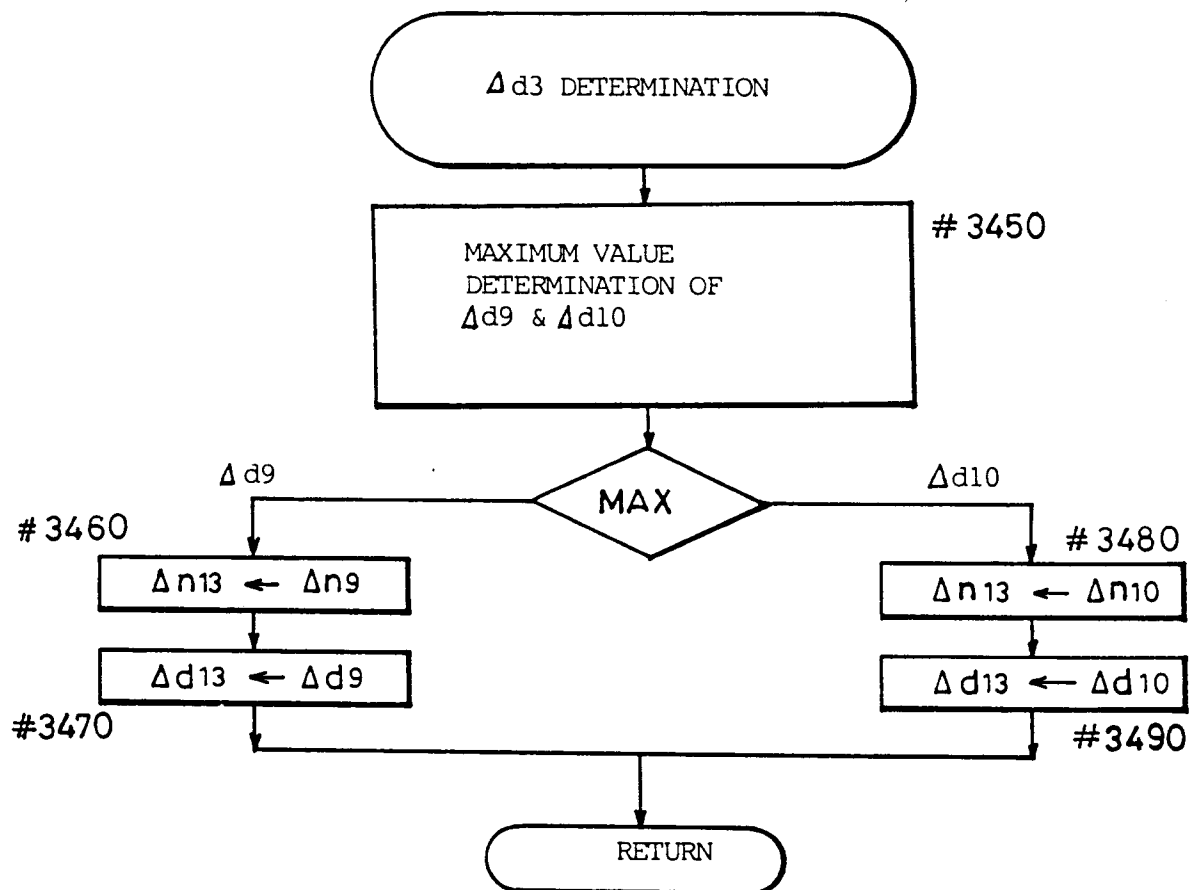 Δd3 DETERMINATION
#3450
MAXIMUM VALUE
DETERMINATION OF
Δd9 & Δd10
Δd9
MAX
Δd10
#3460
#3480
Δn13 ← Δn9
Δn13 ← Δn10
Δd13 ← Δd9
Δd13 ← Δd10
#3470
#3490
RETURN